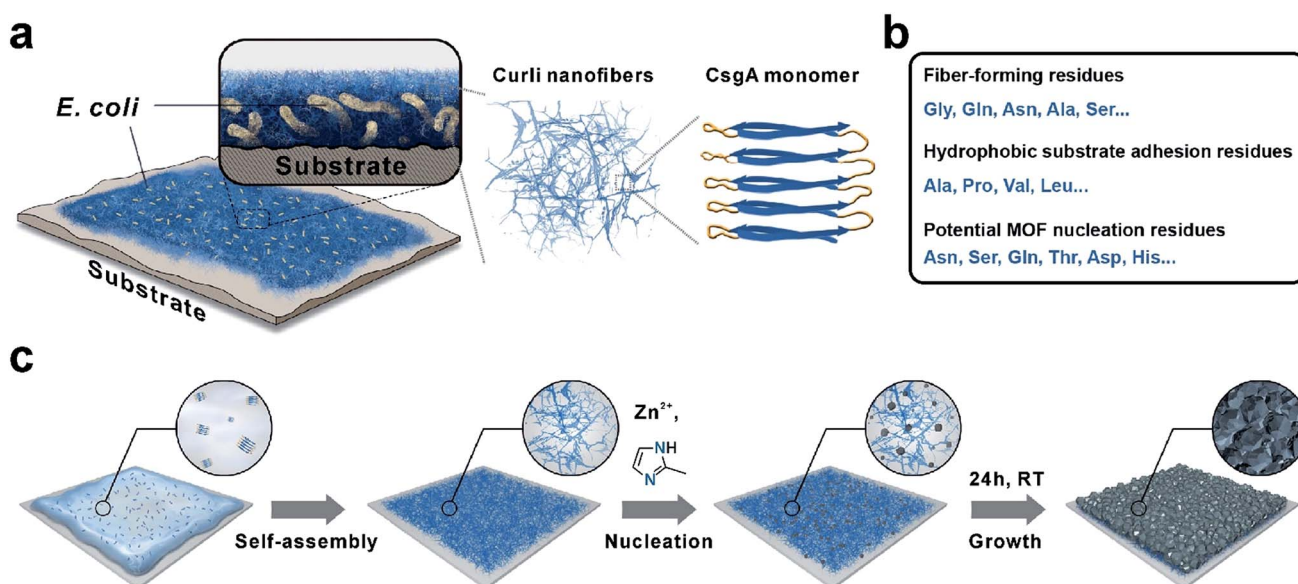 a
E. coli
Substrate
Substrate
Curli nanofibers
CsgA monomer
b
Fiber-forming residues
Gly, Gln, Asn, Ala, Ser...
Hydrophobic substrate adhesion residues
Ala, Pro, Val, Leu...
Potential MOF nucleation residues
Asn, Ser, Gln, Thr, Asp, His...
c
Self-assembly
Zn²⁺,
NH
N
Nucleation
24h, RT
Growth